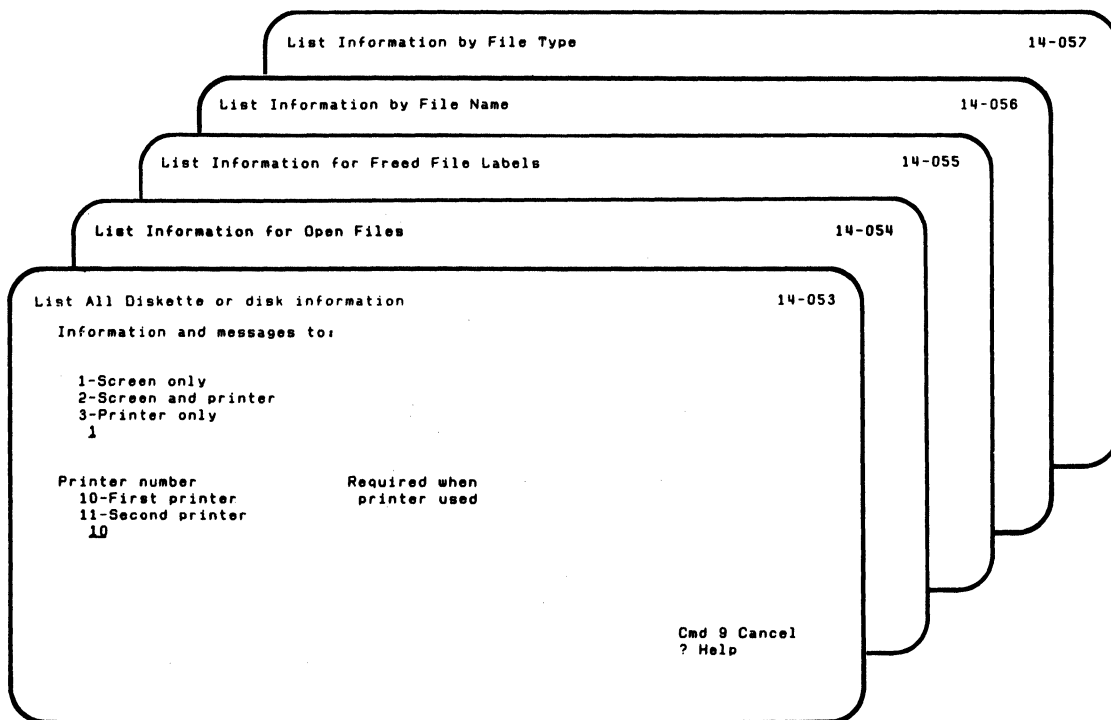 List Information by File Type 14-057
List Information by File Name 14-056
List Information for Freed File Labels 14-055
List Information for Open Files 14-054
List All Diskette or disk information 14-053
Information and messages to:
1-Screen only
2-Screen and printer
3-Printer only
1
Printer number Required when
10-First printer printer used
11-Second printer
10
Cmd 9 Cancel
? Help